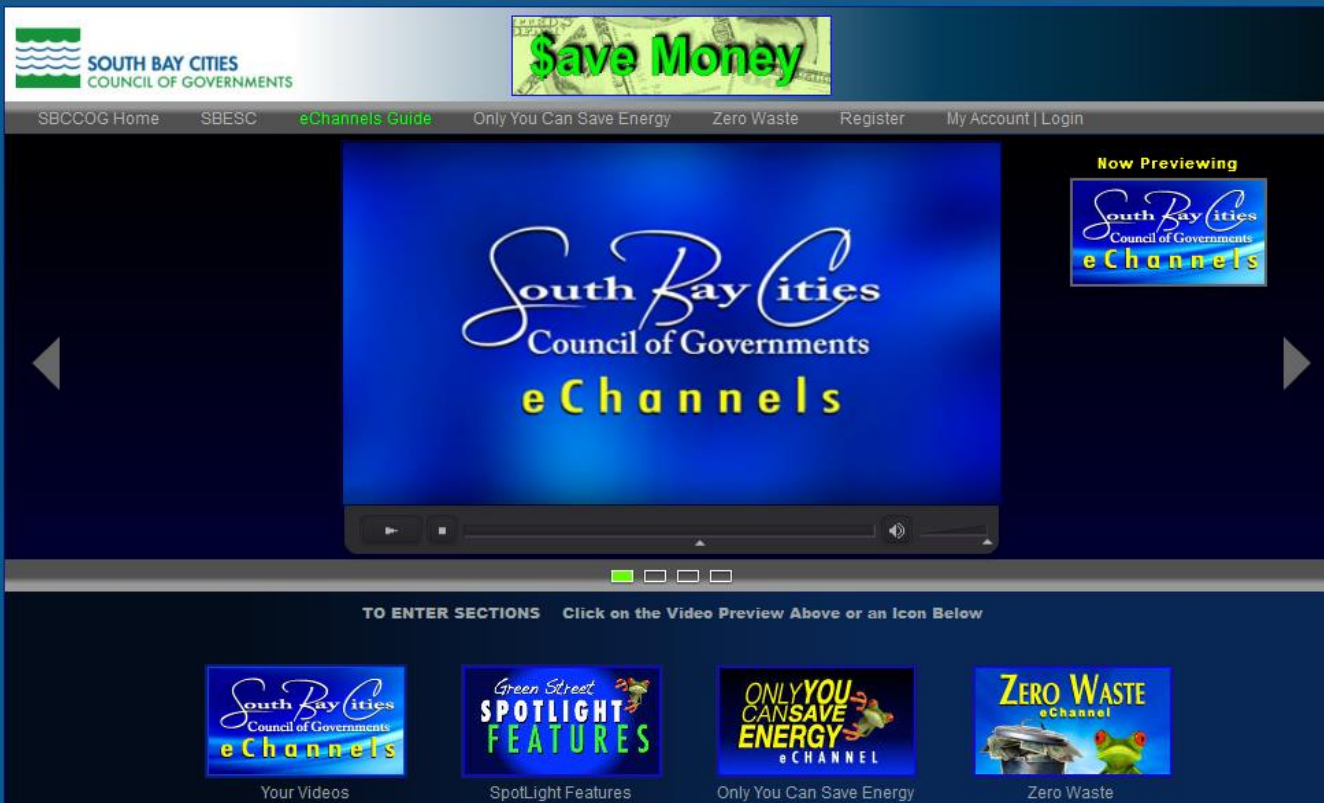 SOUTH BAY CITIES
COUNCIL OF GOVERNMENTS
$ave Money
SBCCOG Home SBESC eChannels Guide Only You Can Save Energy Zero Waste Register My Account | Login
Now Previewing
South Bay Cities
Council of Governments
eChannels
South Bay Cities
Council of Governments
eChannels
TO ENTER SECTIONS Click on the Video Preview Above or an Icon Below
South Bay Cities
Council of Governments
eChannels
Your Videos
Green Street
SPOTLIGHT
FEATURES
SpotLight Features
ONLY YOU
CAN SAVE
ENERGY
eCHANNEL
Only You Can Save Energy
ZERO WASTE
eChannel
Zero Waste